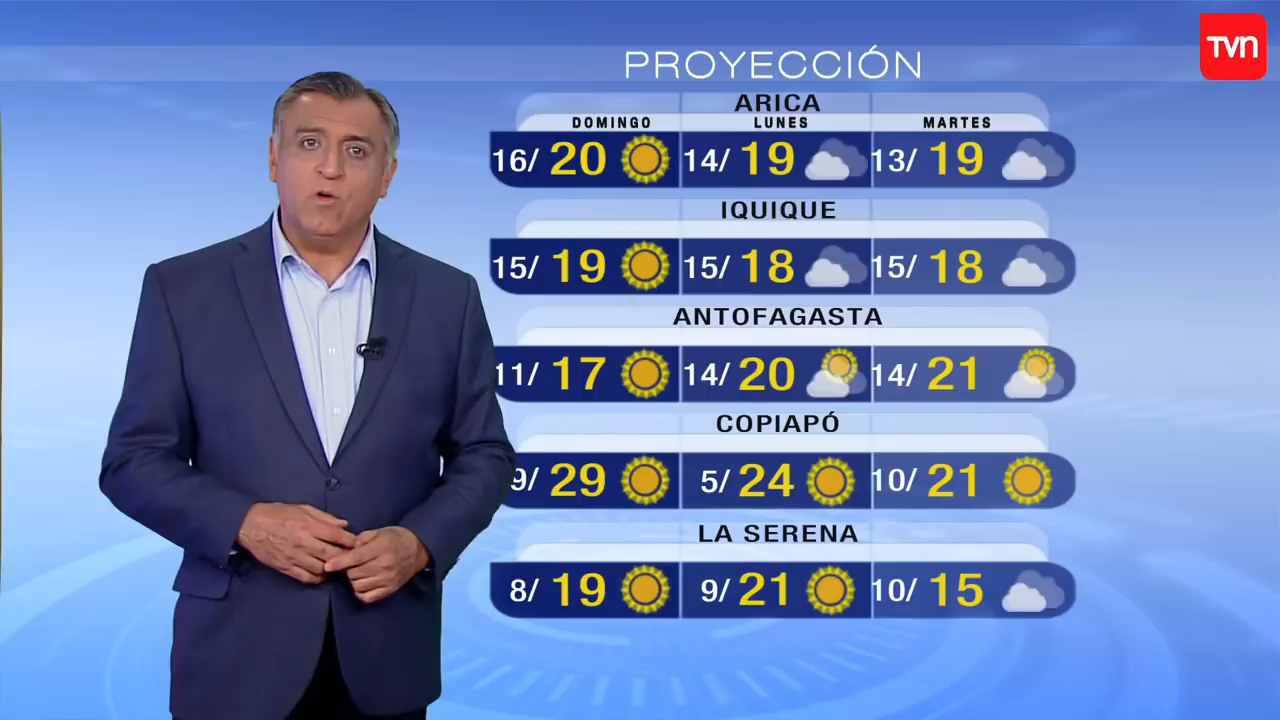 TVN
PROYECCIÓN
ARICA
DOMINGO LUNES MARTES
16/ 20 14/ 19 13/ 19
IQUIQUE
15/ 19 15/ 18 15/ 18
ANTOFAGASTA
11/ 17 14/ 20 14/ 21
COPIAPÓ
9/ 29 5/ 24 10/ 21
LA SERENA
8/ 19 9/ 21 10/ 15